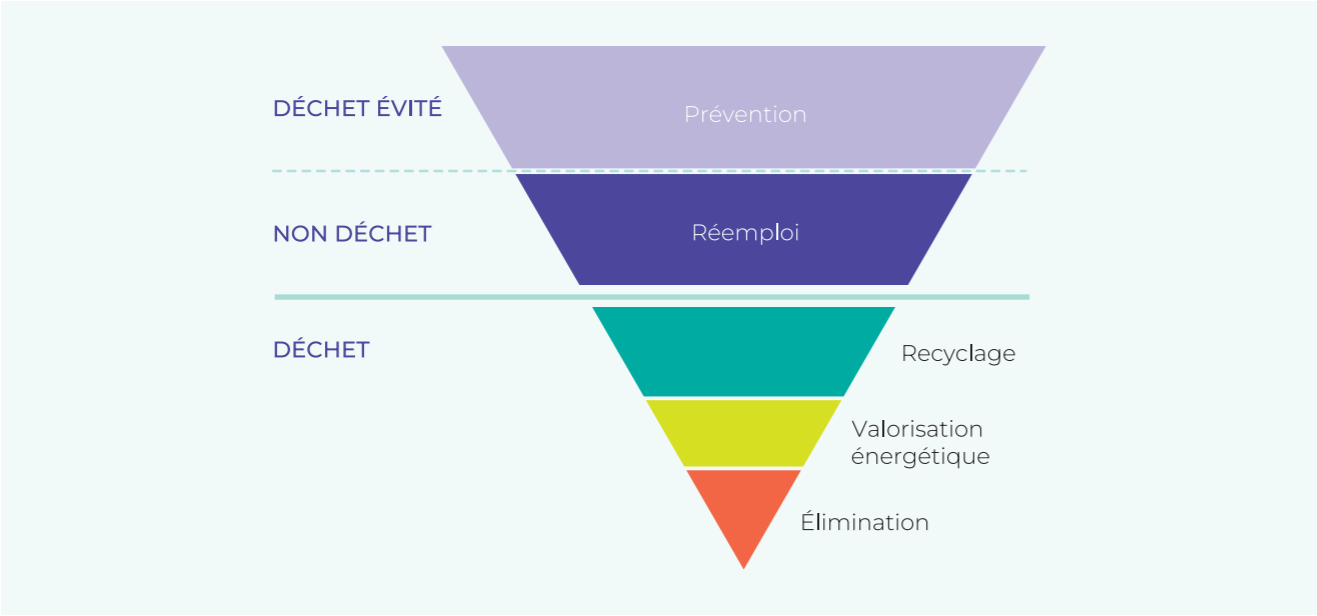 DÉCHET ÉVITÉ
Prévention
NON DÉCHET
Réemploi
DÉCHET
Recyclage
Valorisation
énergétique
Élimination